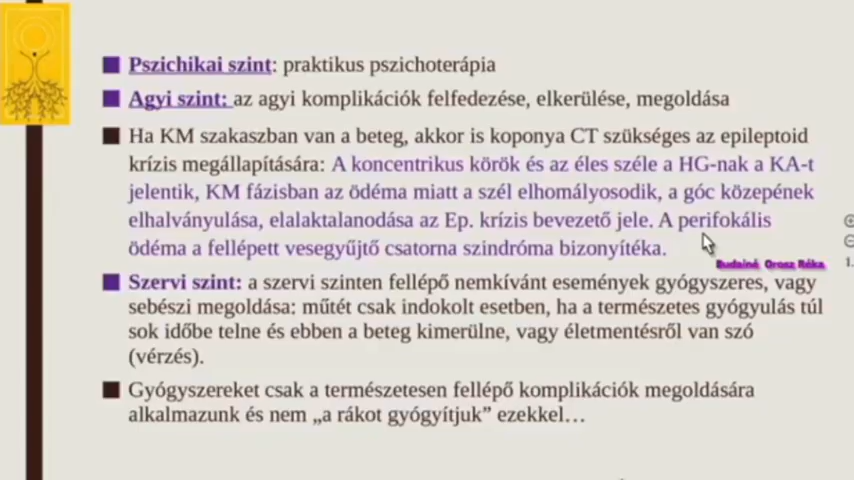 Pszichikai szint: praktikus pszichoterápia
Agyi szint: az agyi komplikációk felfedezése, elkerülése, megoldása
Ha KM szakaszban van a beteg, akkor is koponya CT szükséges az epileptoid
krízis megállapítására: A koncentrikus körök és az éles széle a HG-nak a KA-t
jelentik, KM fázisban az ödéma miatt a szél elhomályosodik, a góc közepének
elhalványulása, elalaktalanodása az Ep. krízis bevezető jele. A perifokális
ödéma a fellépett vesegyűjtő csatorna szindróma bizonyítéka.
Budainé Orosz Réka
1.
Szervi szint: a szervi szinten fellépő nemkívánt események gyógyszeres, vagy
sebészi megoldása: műtét csak indokolt esetben, ha a természetes gyógyulás túl
sok időbe telne és ebben a beteg kimerülne, vagy életmentésről van szó
(vérzés).
Gyógyszereket csak a természetesen fellépő komplikációk megoldására
alkalmazunk és nem „a rákot gyógyítjuk” ezekkel…